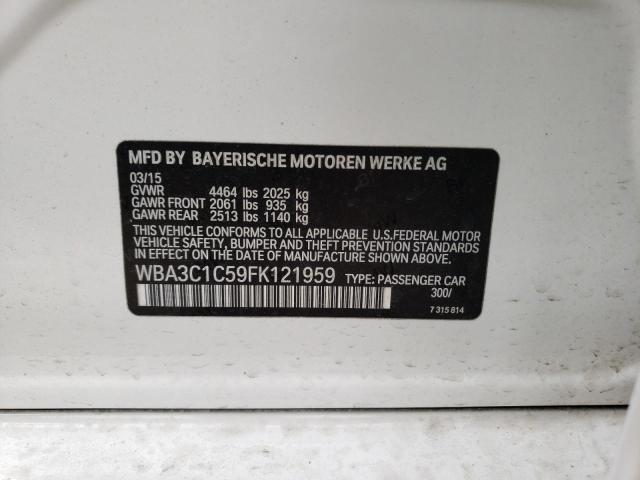 MFD BY BAYERISCHE MOTOREN WERKE AG
03/15
GVWR 4464 lbs 2025 kg
GAWR FRONT 2061 lbs 935 kg
GAWR REAR 2513 lbs 1140 kg
THIS VEHICLE CONFORMS TO ALL APPLICABLE U.S.FEDERAL MOTOR
VEHICLE SAFETY, BUMPER AND THEFT PREVENTION STANDARDS
IN EFFECT ON DATE OF MANUFACTURE SHOWN ABOVE.
WBA3C1C59FK121959 TYPE: PASSENGER CAR
300/
7 315 814